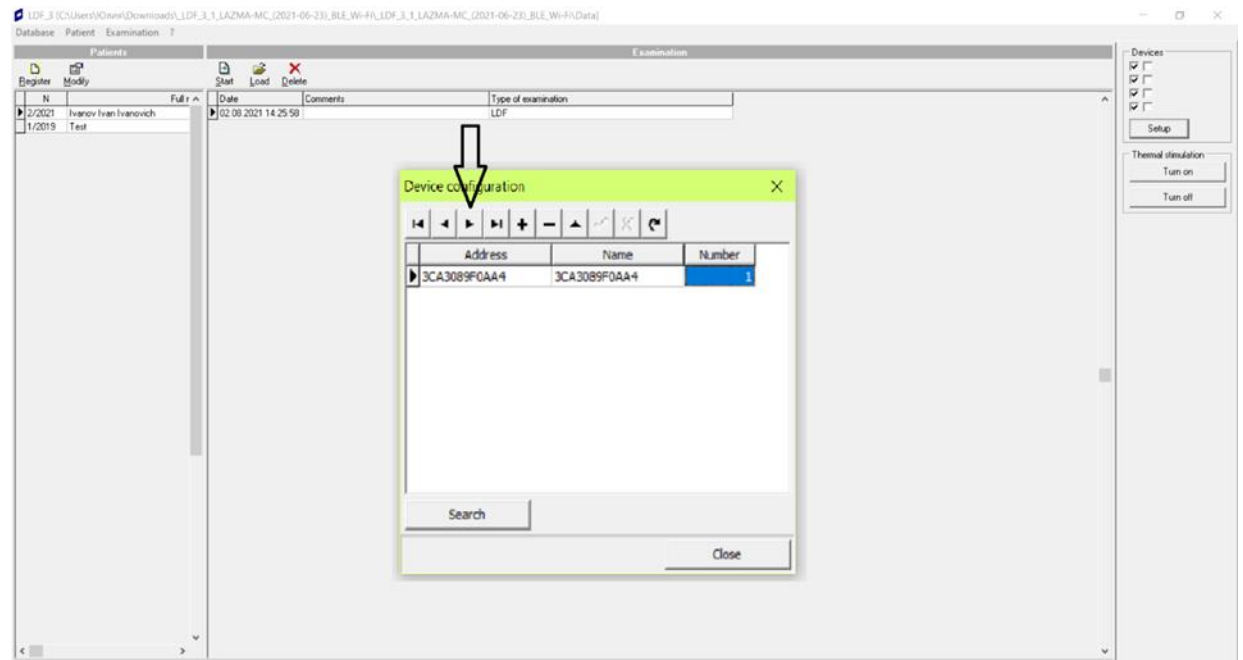 LDF_3 [C:\Users\Юлия\Downloads\_LDF_3_1_LAZMA-MC_(2021-06-23)_BLE_Wi-Fi\_LDF_3_1_LAZMA-MC_(2021-06-23)_BLE_Wi-Fi\Data]
Database Patient Examination ?
Patients Examination
Register Modify Start Load Delete
N Full r Date Comments Type of examination
2/2021 Ivanov Ivan Ivanovich 02.08.2021 14:25:58 LDF
1/2019 Test
Devices
Setup
Thermal stimulation
Turn on
Turn off
Device configuration
Address Name Number
3CA3089F0AA4 3CA3089F0AA4 1
Search
Close